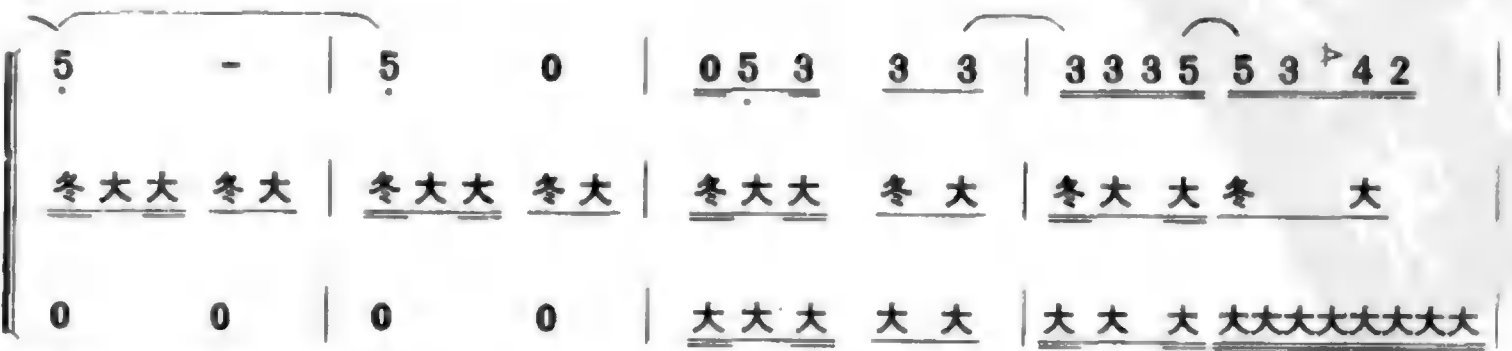 5 - | 5 0 | 0 5 3 3 3 | 3 3 3 5 5 3 4 2 |
冬大大 冬大 | 冬大大 冬大 | 冬大大 冬大 | 冬大大冬 大 |
0 0 | 0 0 | 大大大 大大 | 大大大 大大大大大大大大 |